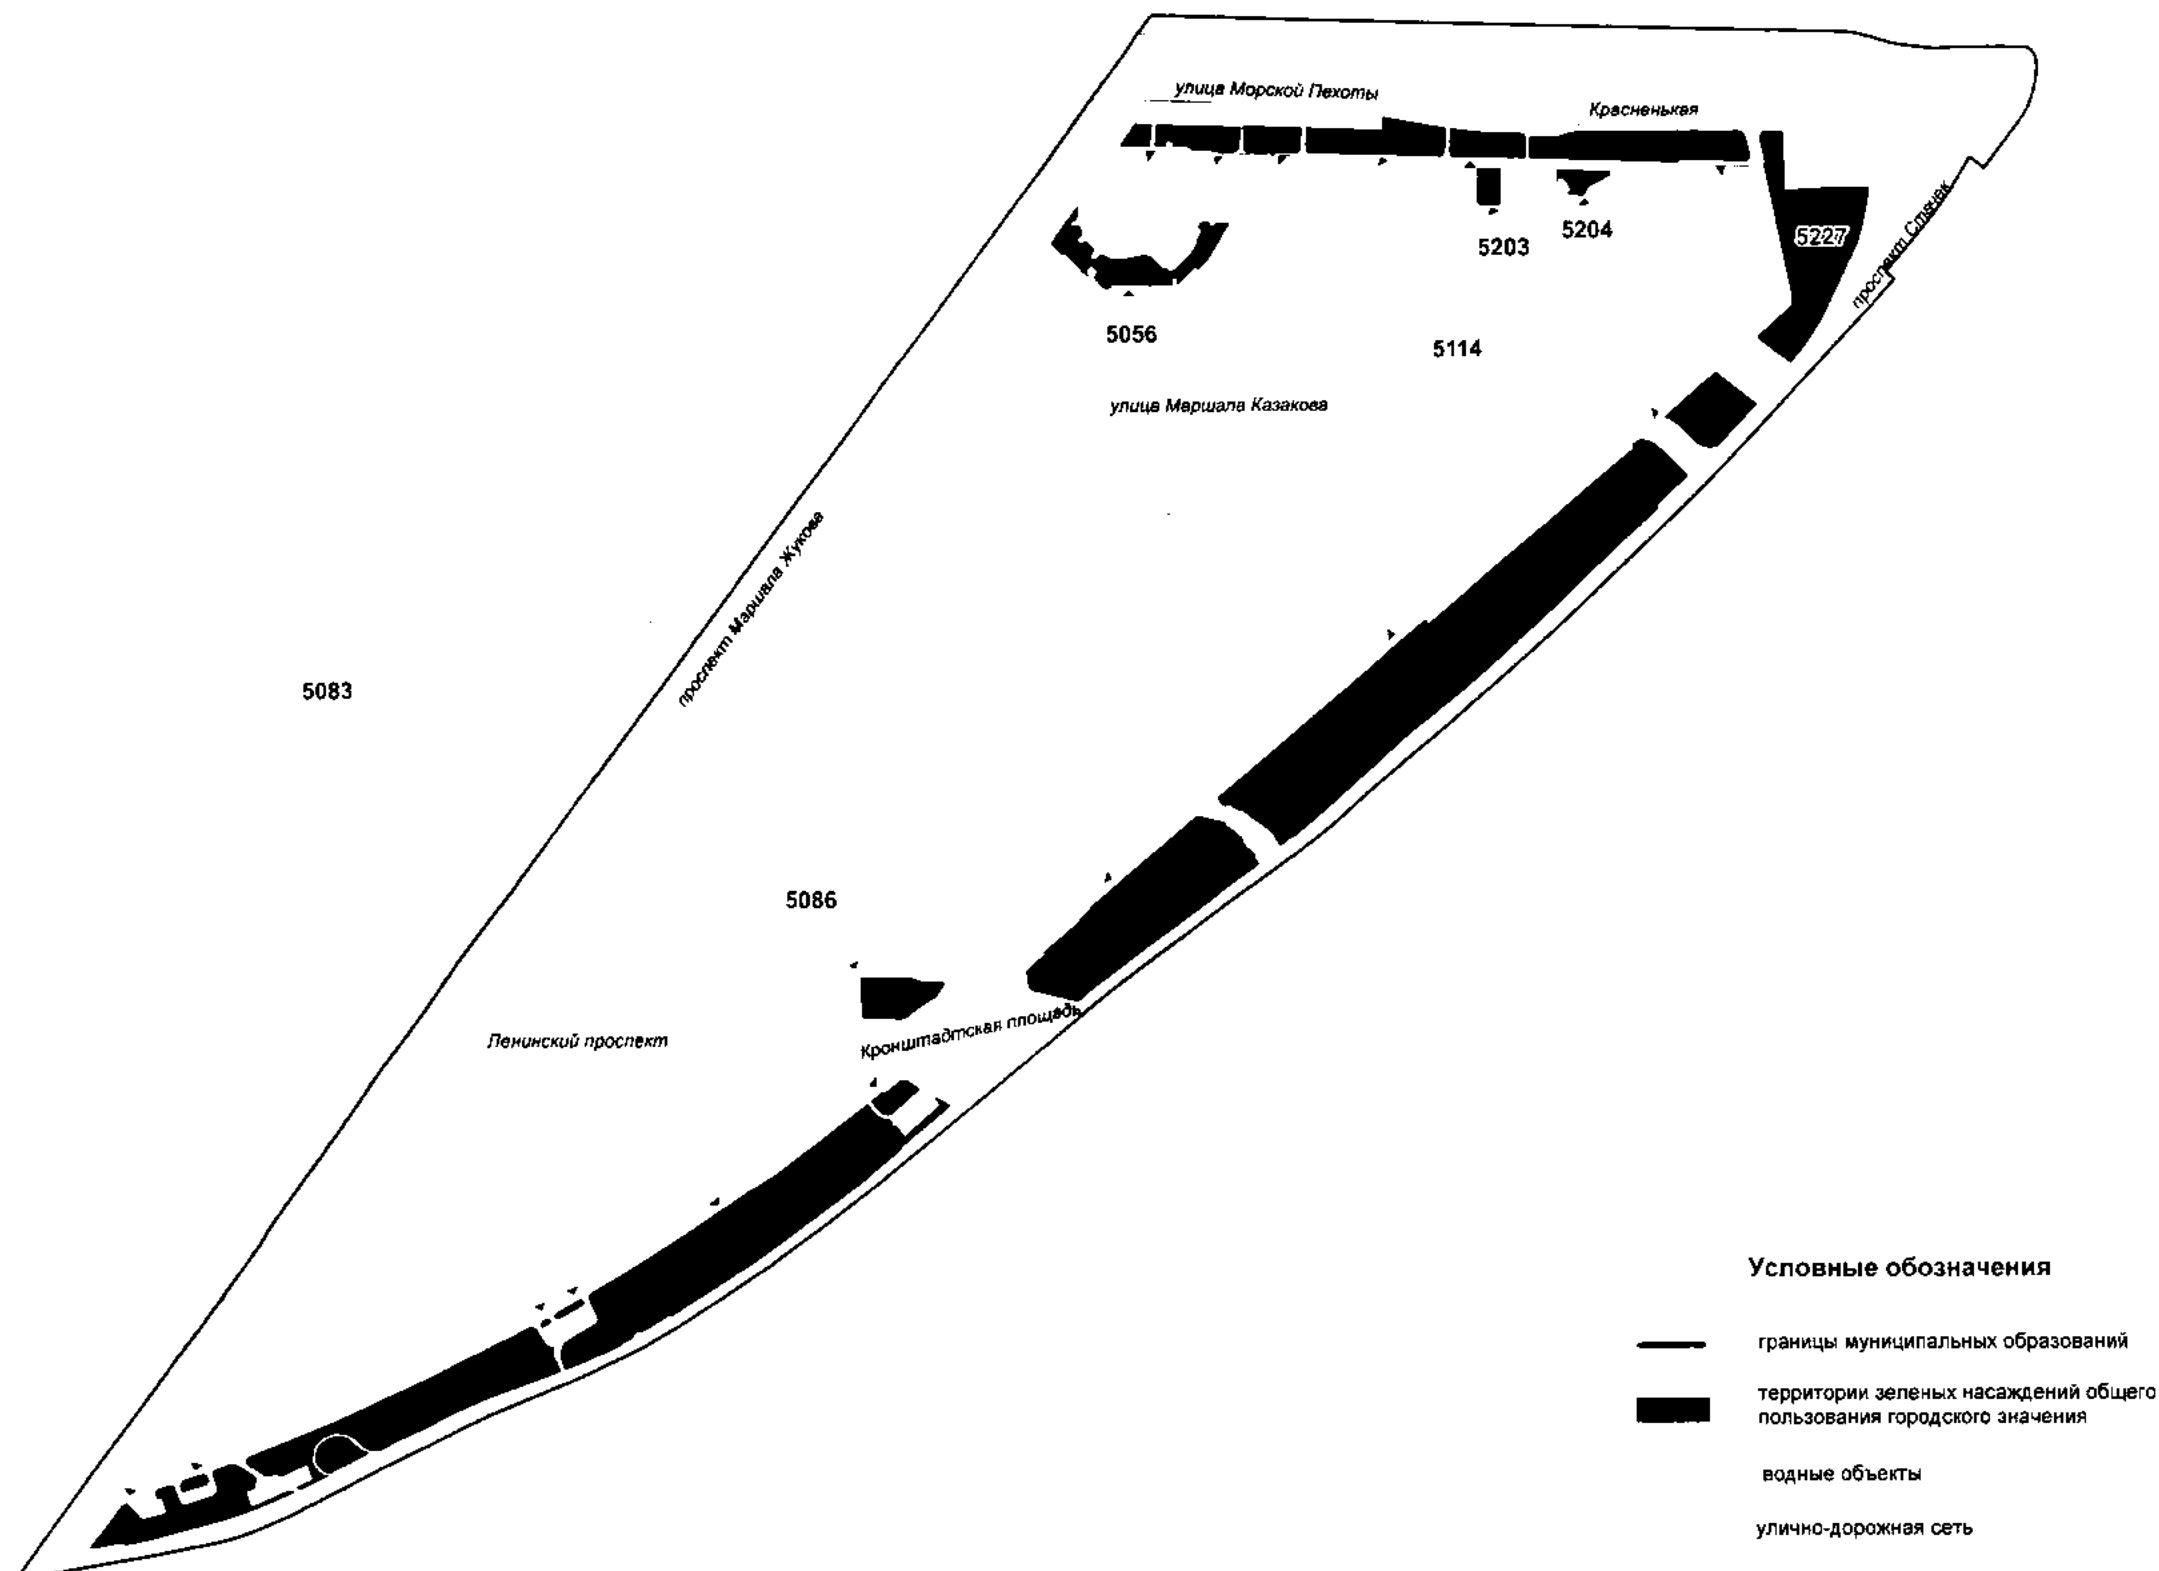 улица Морской Пехоты
Красненькая
проспект Стачек
5227
5204
5203
5056
5114
улица Маршала Казакова
проспект Маршала Жукова
5083
5086
Ленинский проспект
Кронштадтская площадь
Условные обозначения
границы муниципальных образований
территории зеленых насаждений общего
пользования городского значения
водные объекты
улично-дорожная сеть